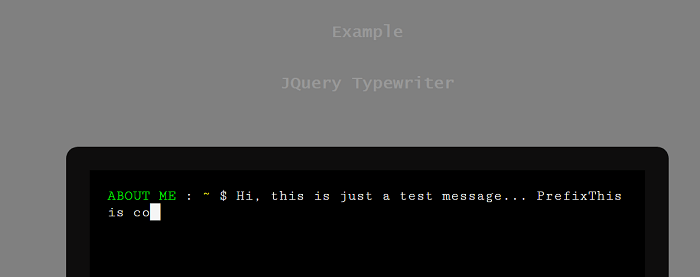 Example
JQuery Typewriter
ABOUT ME : ~ $ Hi, this is just a test message... PrefixThis
is co